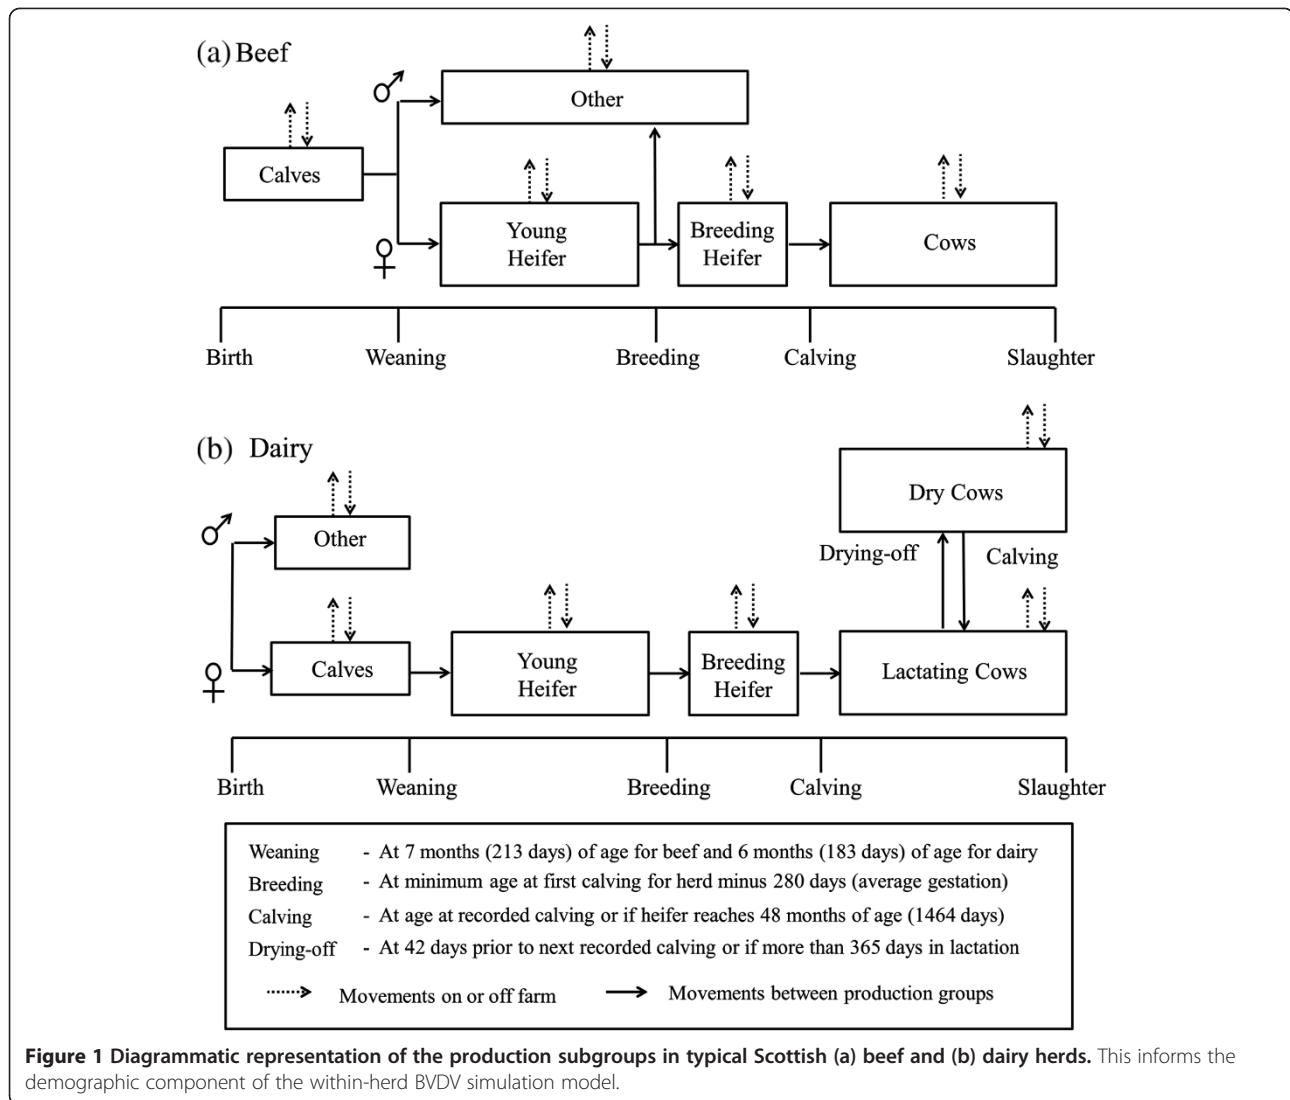 (a) Beef
Other
Calves
Young
Heifer
Breeding
Heifer
Cows
Birth
Weaning
Breeding
Calving
Slaughter
(b) Dairy
Dry Cows
Other
Drying-off
Calving
Calves
Young
Heifer
Breeding
Heifer
Lactating Cows
Birth
Weaning
Breeding
Calving
Slaughter
Weaning - At 7 months (213 days) of age for beef and 6 months (183 days) of age for dairy
Breeding - At minimum age at first calving for herd minus 280 days (average gestation)
Calving - At age at recorded calving or if heifer reaches 48 months of age (1464 days)
Drying-off - At 42 days prior to next recorded calving or if more than 365 days in lactation
Movements on or off farm
Movements between production groups
Figure 1 Diagrammatic representation of the production subgroups in typical Scottish (a) beef and (b) dairy herds. This informs the
demographic component of the within-herd BVDV simulation model.